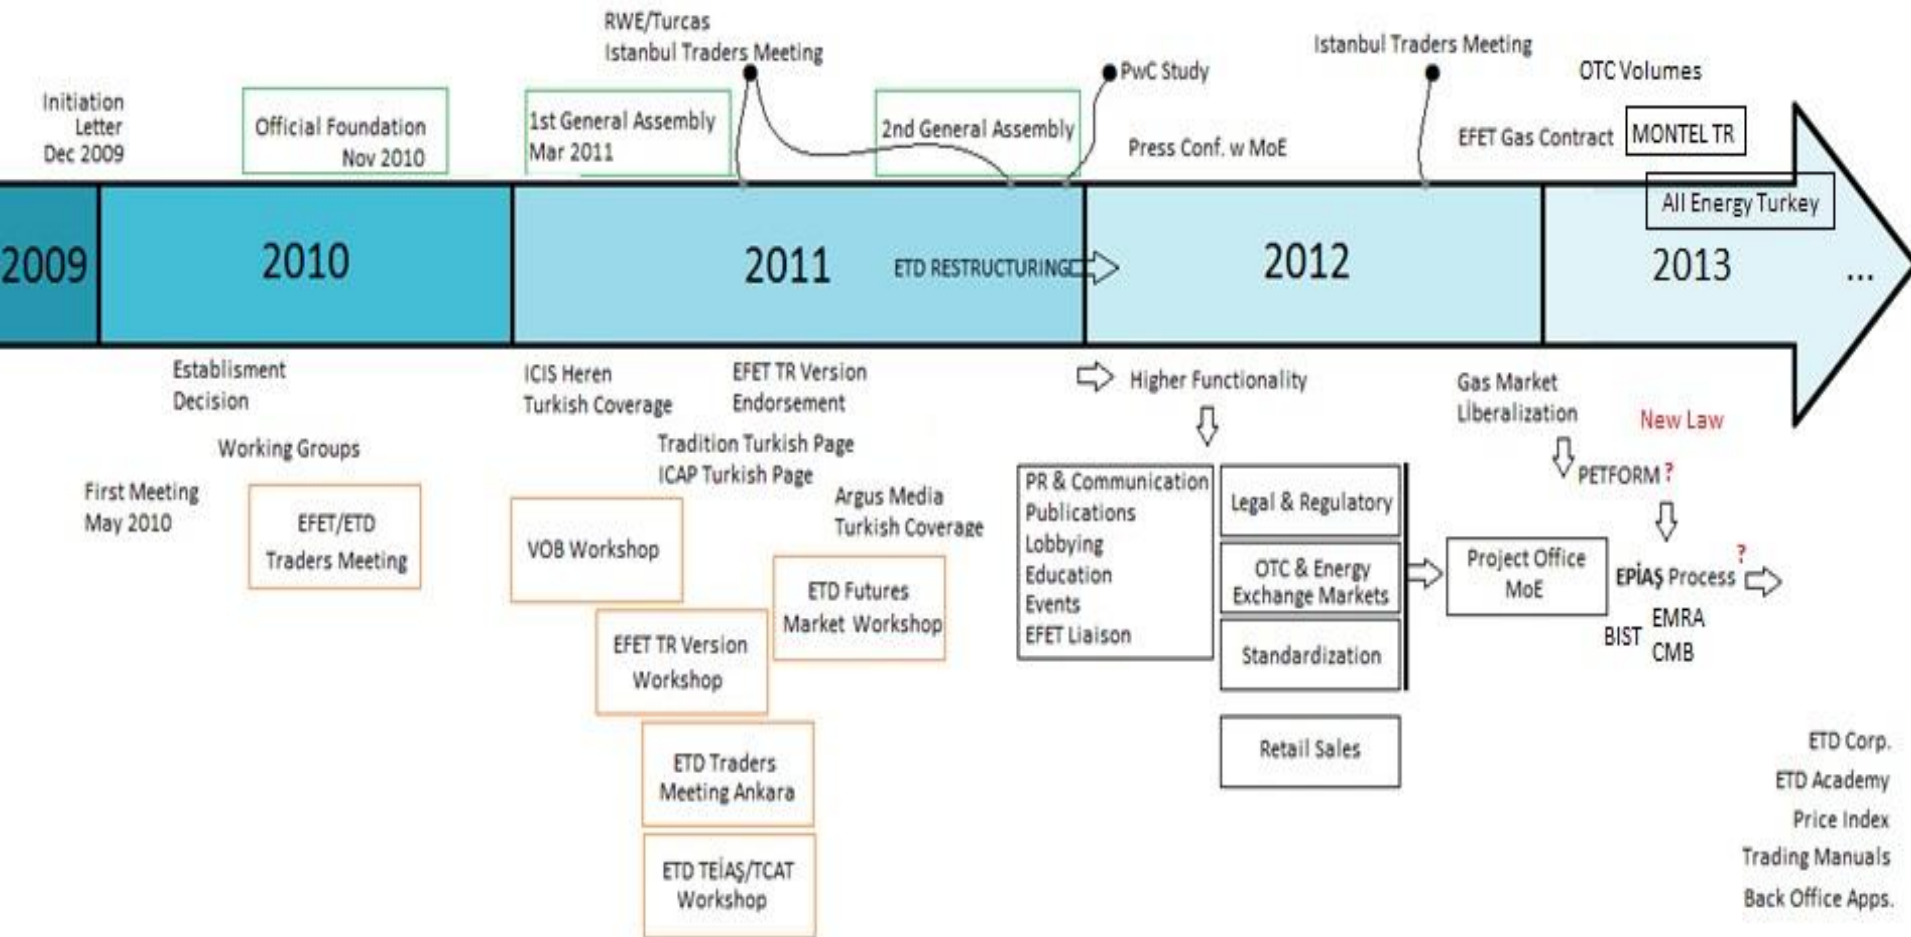 RWE/Turcas
Istanbul Traders Meeting
Istanbul Traders Meeting
PwC Study
OTC Volumes
Initiation
Letter
Dec 2009
Official Foundation
Nov 2010
1st General Assembly
Mar 2011
2nd General Assembly
Press Conf. w MoE
EFET Gas Contract
MONTEL TR
All Energy Turkey
2009
2010
2011
ETD RESTRUCTURING
2012
2013
...
Establisment
Decision
Working Groups
First Meeting
May 2010
EFET/ETD
Traders Meeting
ICIS Heren
Turkish Coverage
EFET TR Version
Endorsement
Tradition Turkish Page
ICAP Turkish Page
Argus Media
Turkish Coverage
VOB Workshop
ETD Futures
Market Workshop
EFET TR Version
Workshop
ETD Traders
Meeting Ankara
ETD TEİAŞ/TCAT
Workshop
Higher Functionality
PR & Communication
Publications
Lobbying
Education
Events
EFET Liaison
Legal & Regulatory
OTC & Energy
Exchange Markets
Standardization
Retail Sales
Gas Market
Lİberalization
New Law
PETFORM ?
Project Office
MoE
?
EPİAŞ Process
EMRA
BIST
CMB
ETD Corp.
ETD Academy
Price Index
Trading Manuals
Back Office Apps.